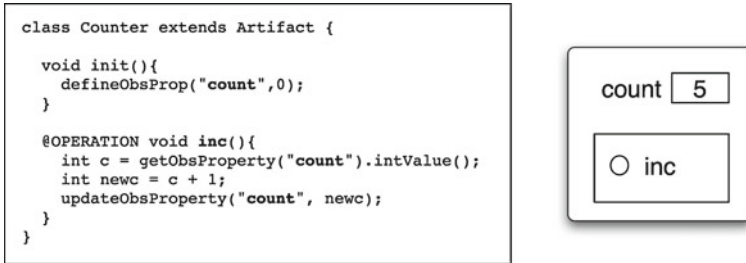 class Counter extends Artifact {
void init(){
defineObsProp("count",0);
}
@OPERATION void inc(){
int c = getObsProperty("count").intValue();
int newc = c + 1;
updateObsProperty("count", newc);
}
}
count 5
inc